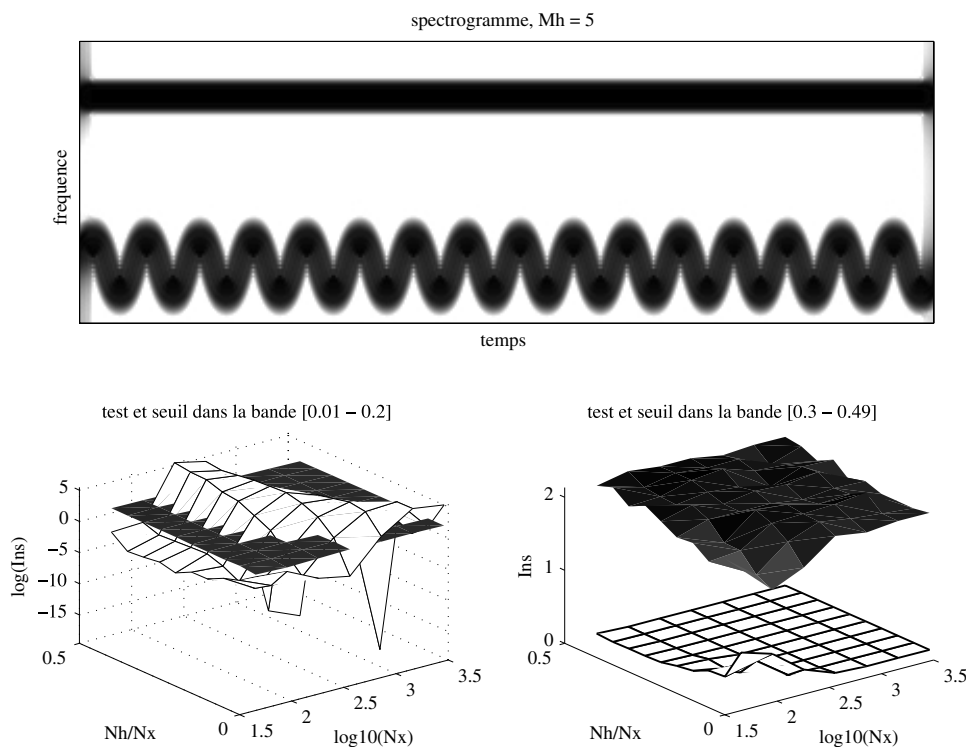 spectrogramme, Mh = 5
frequence
temps
test et seuil dans la bande [0.01 − 0.2]
5
0
−5
−10
−15
log(Ins)
0.5
0
Nh/Nx
1.5
2
2.5
3
3.5
log10(Nx)
test et seuil dans la bande [0.3 − 0.49]
2
1
0
Ins
0.5
0
Nh/Nx
1.5
2
2.5
3
3.5
log10(Nx)